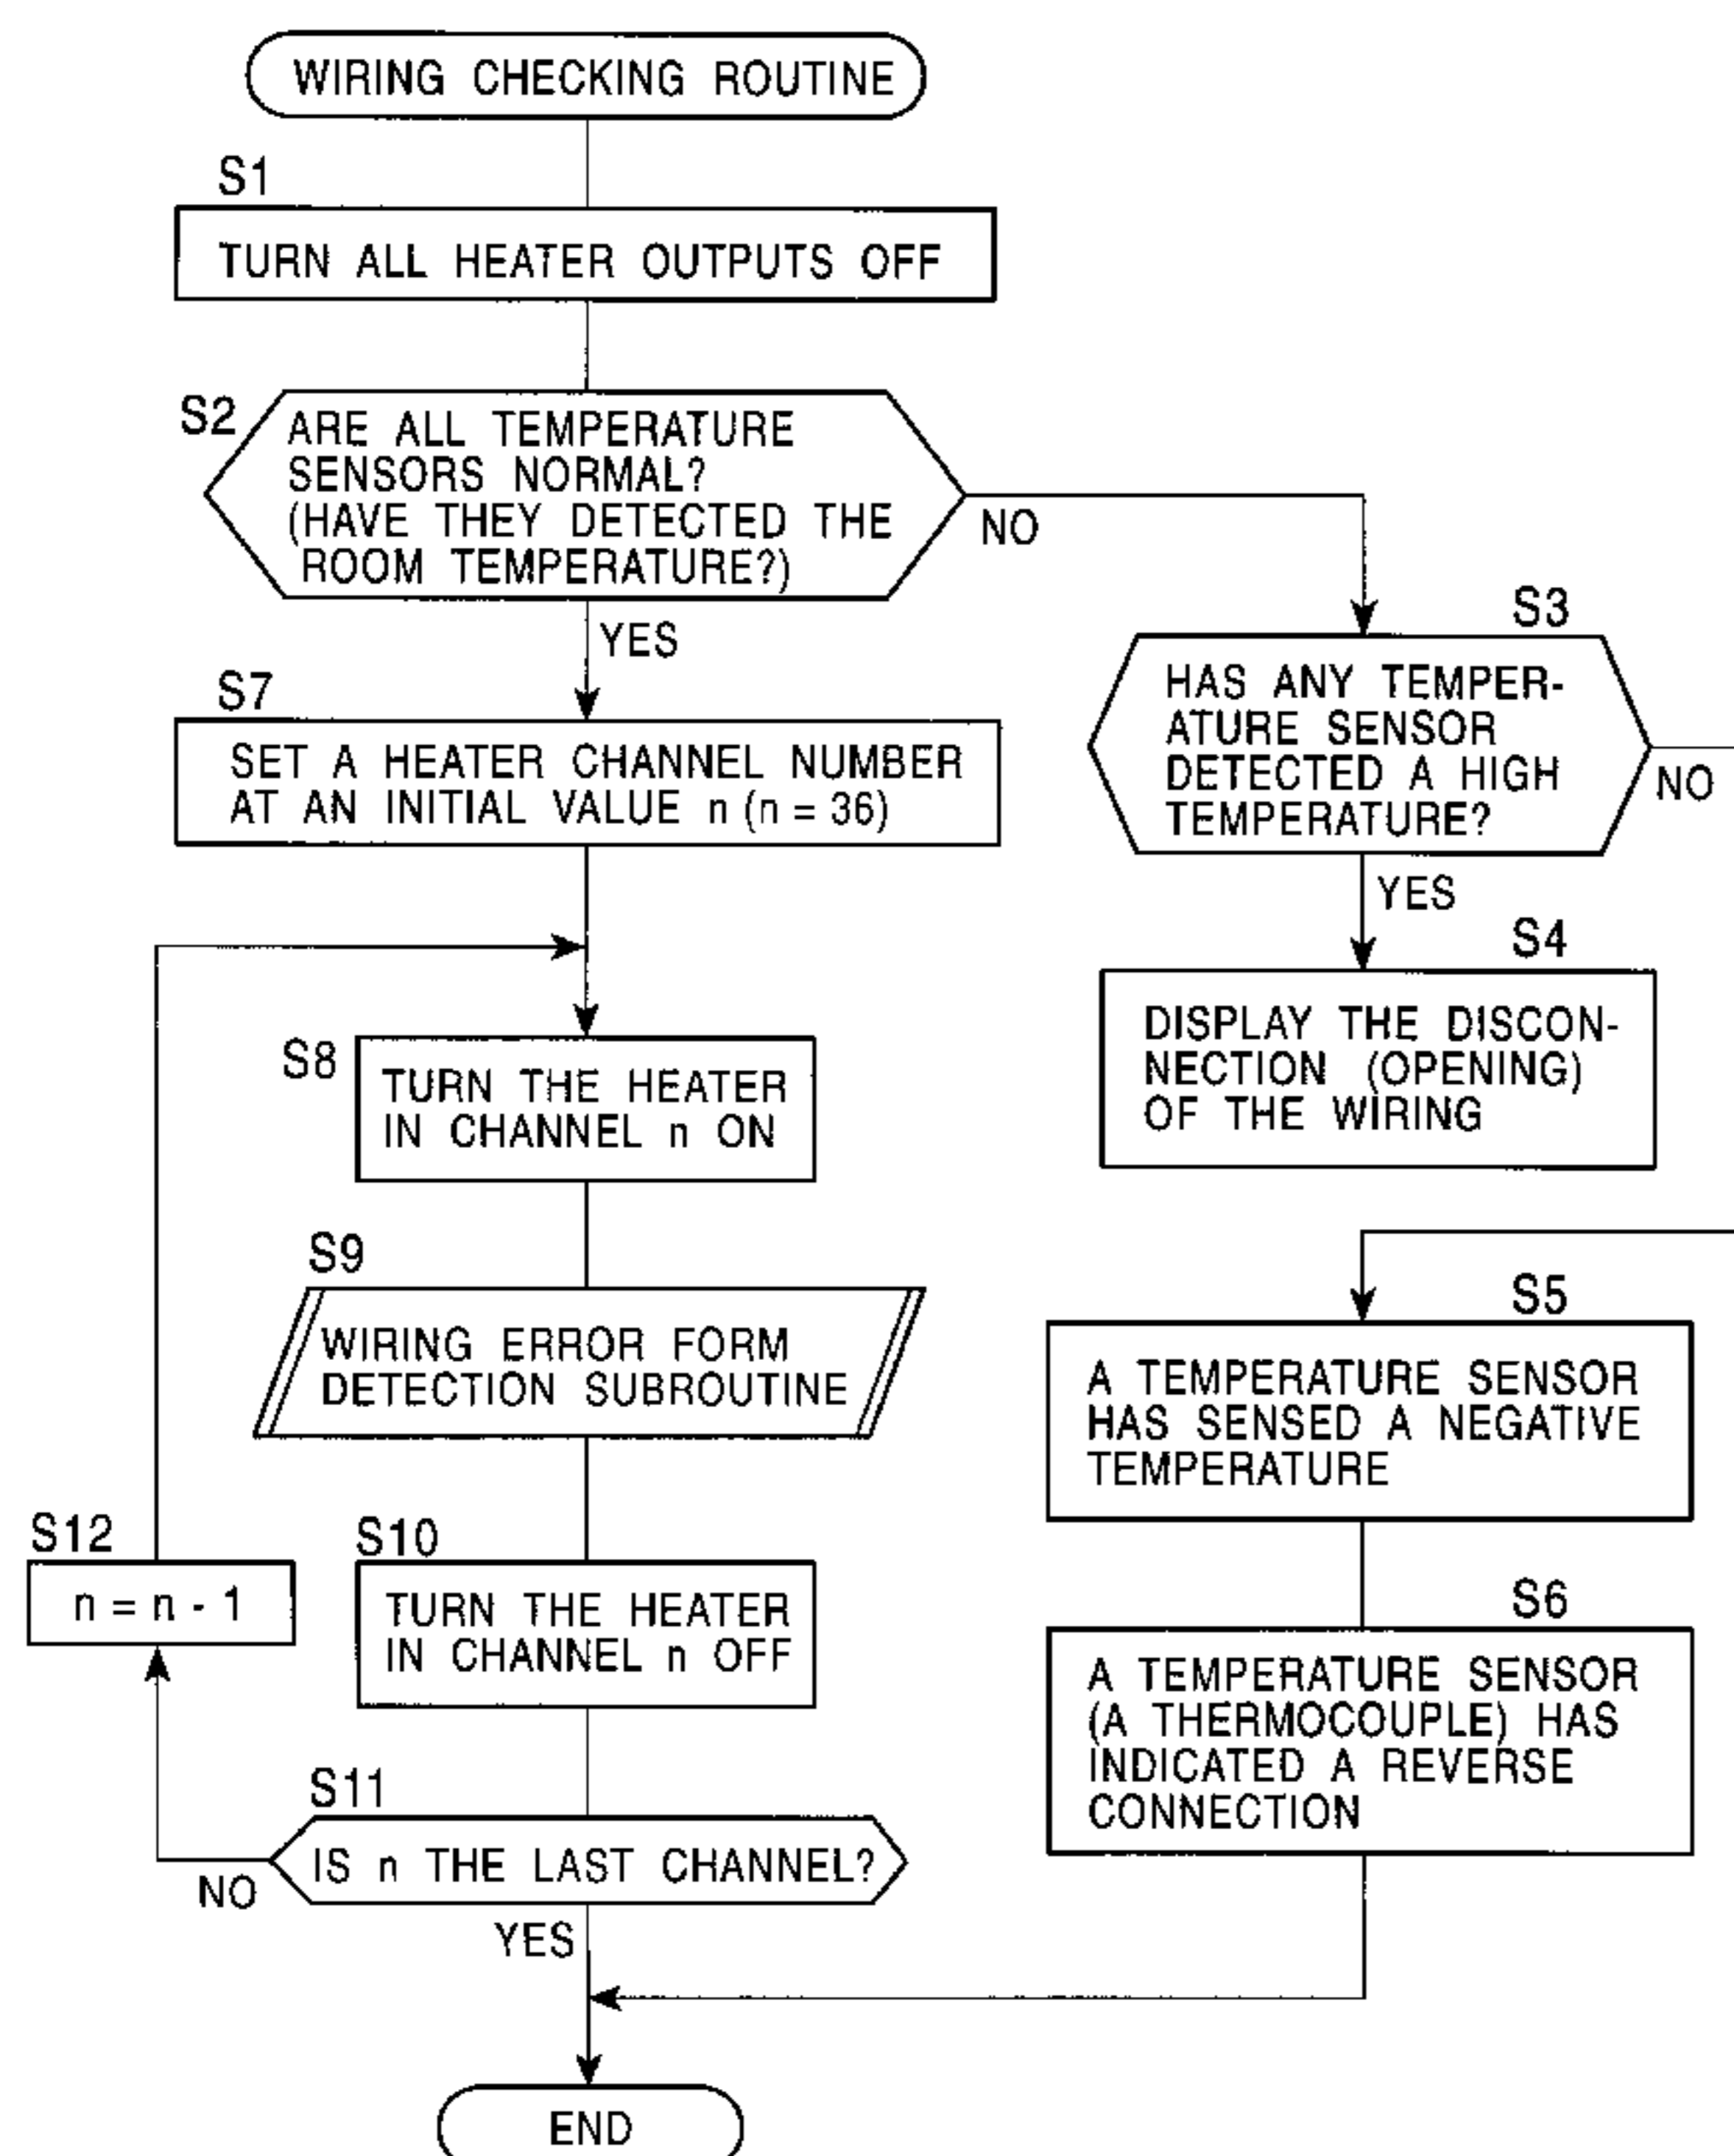 WIRING CHECKING ROUTINE
S1
TURN ALL HEATER OUTPUTS OFF
S2
ARE ALL TEMPERATURE
SENSORS NORMAL?
(HAVE THEY DETECTED THE
ROOM TEMPERATURE?)
NO
YES
S3
HAS ANY TEMPER-
ATURE SENSOR
DETECTED A HIGH
TEMPERATURE?
NO
YES
S4
DISPLAY THE DISCON-
NECTION (OPENING)
OF THE WIRING
S5
A TEMPERATURE SENSOR
HAS SENSED A NEGATIVE
TEMPERATURE
S6
A TEMPERATURE SENSOR
(A THERMOCOUPLE) HAS
INDICATED A REVERSE
CONNECTION
S7
SET A HEATER CHANNEL NUMBER
AT AN INITIAL VALUE n (n = 36)
S8
TURN THE HEATER
IN CHANNEL n ON
S9
WIRING ERROR FORM
DETECTION SUBROUTINE
S10
TURN THE HEATER
IN CHANNEL n OFF
S11
IS n THE LAST CHANNEL?
NO
YES
S12
n = n - 1
END